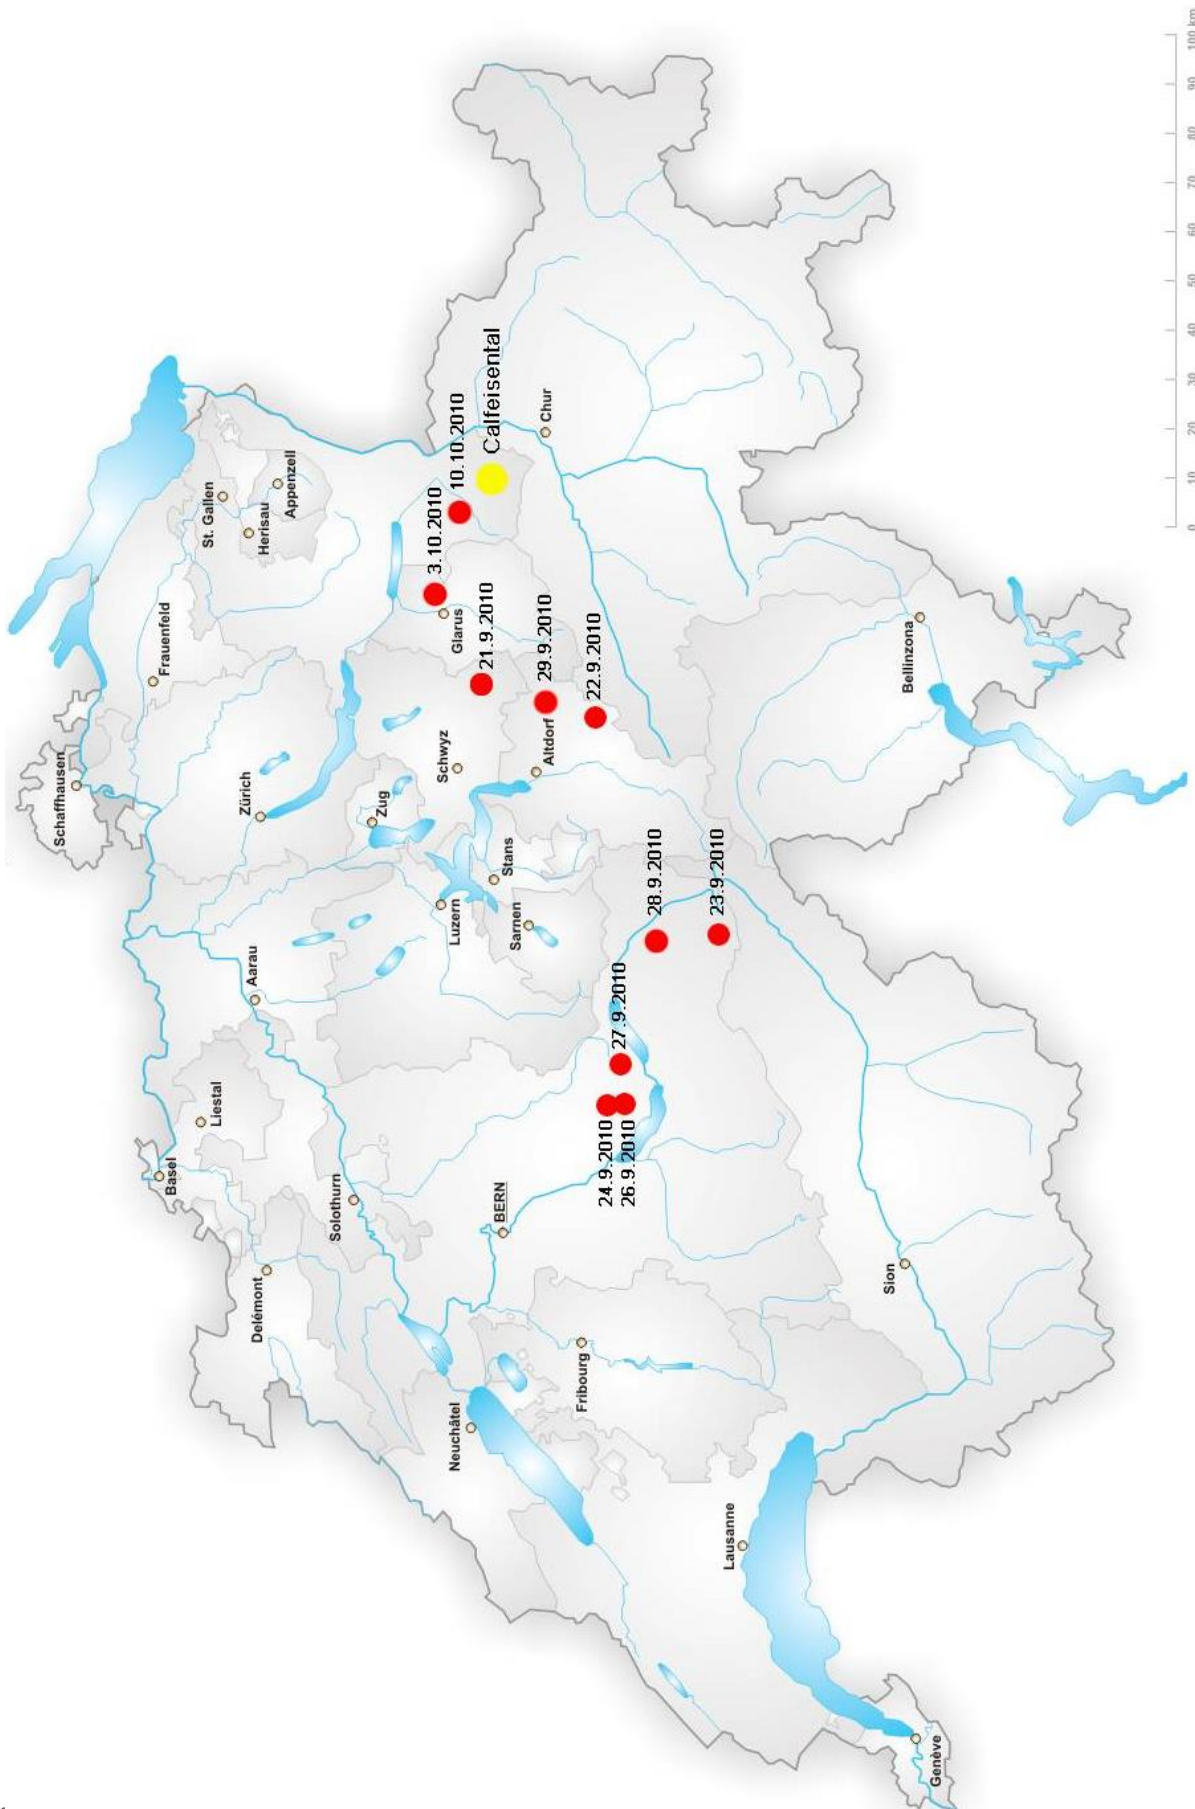 Schaffhausen
Frauenfeld
Basel
Liestal
Aarau
Zürich
St. Gallen
Herisau
Appenzell
Delémont
Solothurn
Zug
Luzern
Schwyz
Glarus
3.10.2010
10.10.2010
Calfeisental
Neuchâtel
BERN
Stans
Sarnen
21.9.2010
Altdorf
29.9.2010
Chur
Fribourg
24.9.2010
26.9.2010
27.9.2010
22.9.2010
28.9.2010
23.9.2010
Lausanne
Sion
Bellinzona
Genève
0 10 20 30 40 50 60 70 80 90 100 km